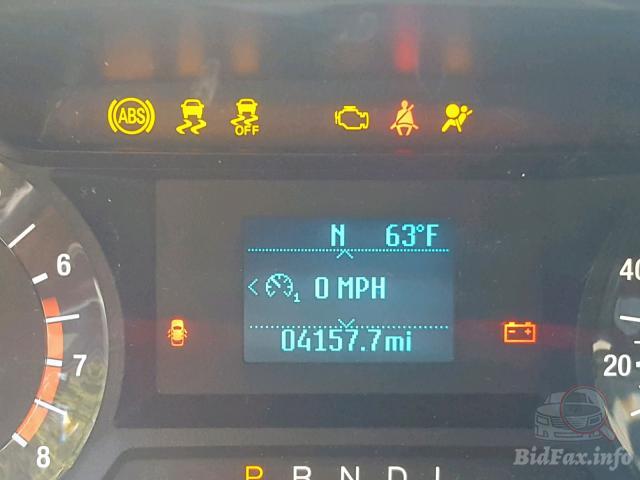 ABS
OFF
N 63°F
1 0 MPH
04157.7mi
6
7
8
40
20
P R N D L
BidFax.info